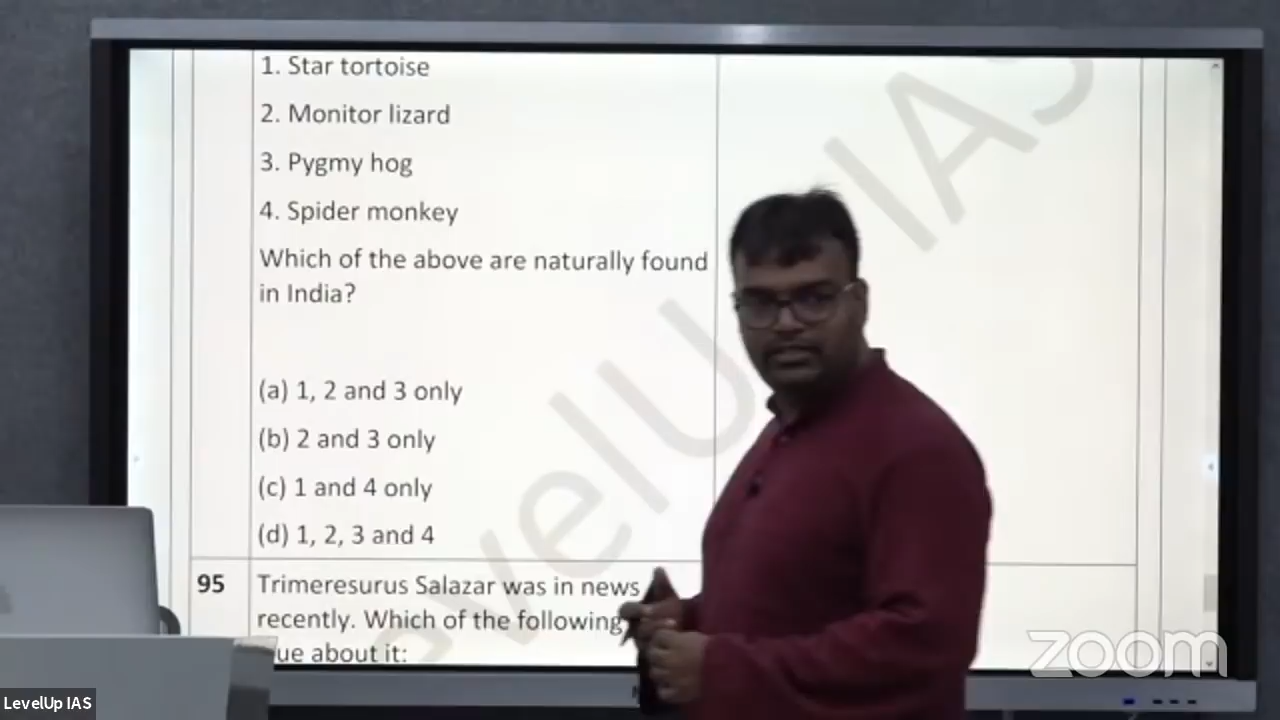 1. Star tortoise
2. Monitor lizard
3. Pygmy hog
4. Spider monkey
Which of the above are naturally found
in India?
(a) 1, 2 and 3 only
(b) 2 and 3 only
(c) 1 and 4 only
(d) 1, 2, 3 and 4
95
Trimeresurus Salazar was in news
recently. Which of the following
about it:
LevelUp IAS
zoom
LevelUp IAS